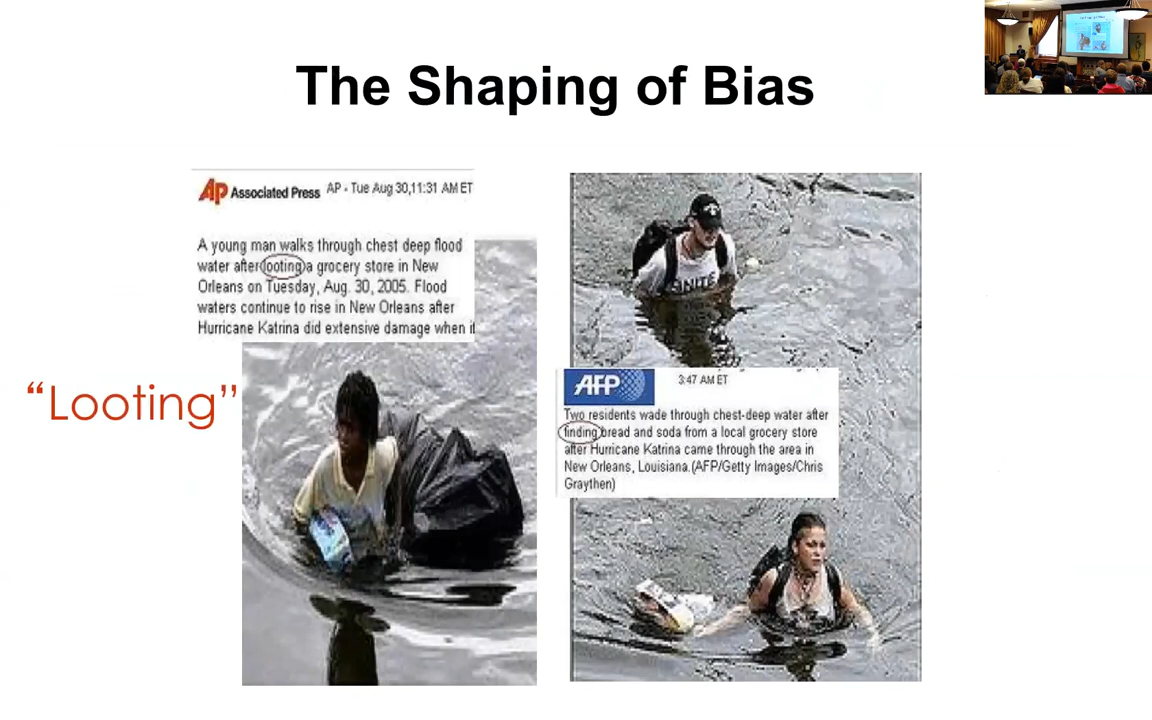 The Shaping of Bias
AP Associated Press AP - Tue Aug 30,11:31 AM ET
A young man walks through chest deep flood
water after looting a grocery store in New
Orleans on Tuesday, Aug. 30, 2005. Flood
waters continue to rise in New Orleans after
Hurricane Katrina did extensive damage when it
“Looting”
AFP 3:47 AM ET
Two residents wade through chest-deep water after
finding bread and soda from a local grocery store
after Hurricane Katrina came through the area in
New Orleans, Louisiana.(AFP/Getty Images/Chris
Graythen)